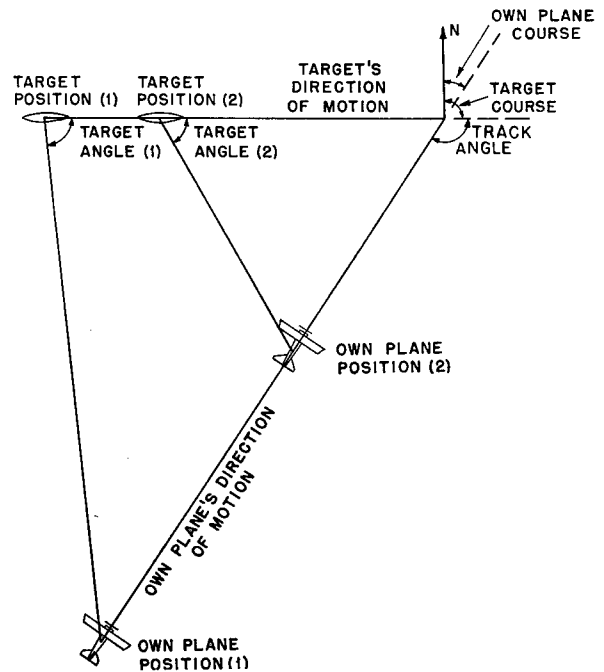 OWN PLANE
COURSE
N
TARGET
POSITION (1)
TARGET
POSITION (2)
TARGET'S
DIRECTION
OF MOTION
TARGET
COURSE
TRACK
ANGLE
TARGET
ANGLE (1)
TARGET
ANGLE (2)
OWN PLANE
POSITION (2)
OWN PLANE'S DIRECTION
OF MOTION
OWN PLANE
POSITION (1)